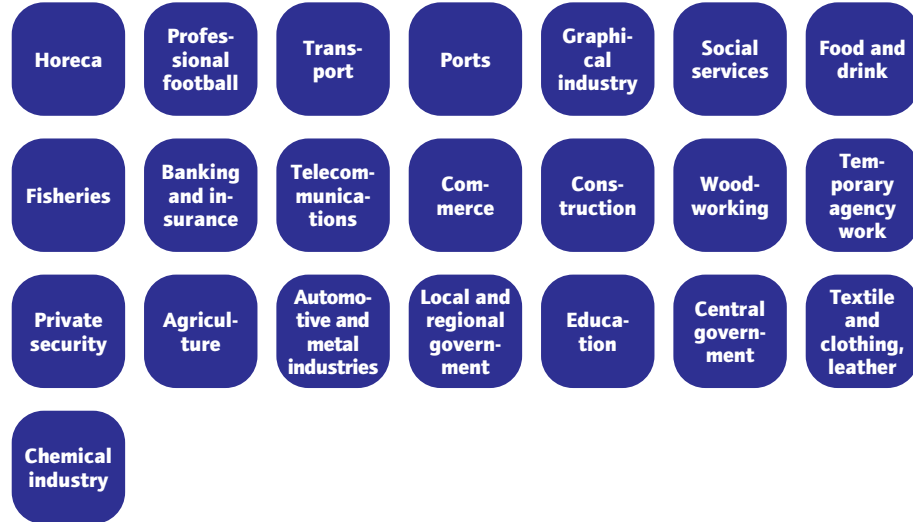 Horeca
Profes-
sional
football
Trans-
port
Ports
Graphi-
cal
industry
Social
services
Food and
drink
Fisheries
Banking
and in-
surance
Telecom-
munica-
tions
Com-
merce
Cons-
truction
Wood-
working
Tem-
porary
agency
work
Private
security
Agricul-
ture
Automo-
tive and
metal
industries
Local and
regional
govern-
ment
Educa-
tion
Central
govern-
ment
Textile
and
clothing,
leather
Chemical
industry